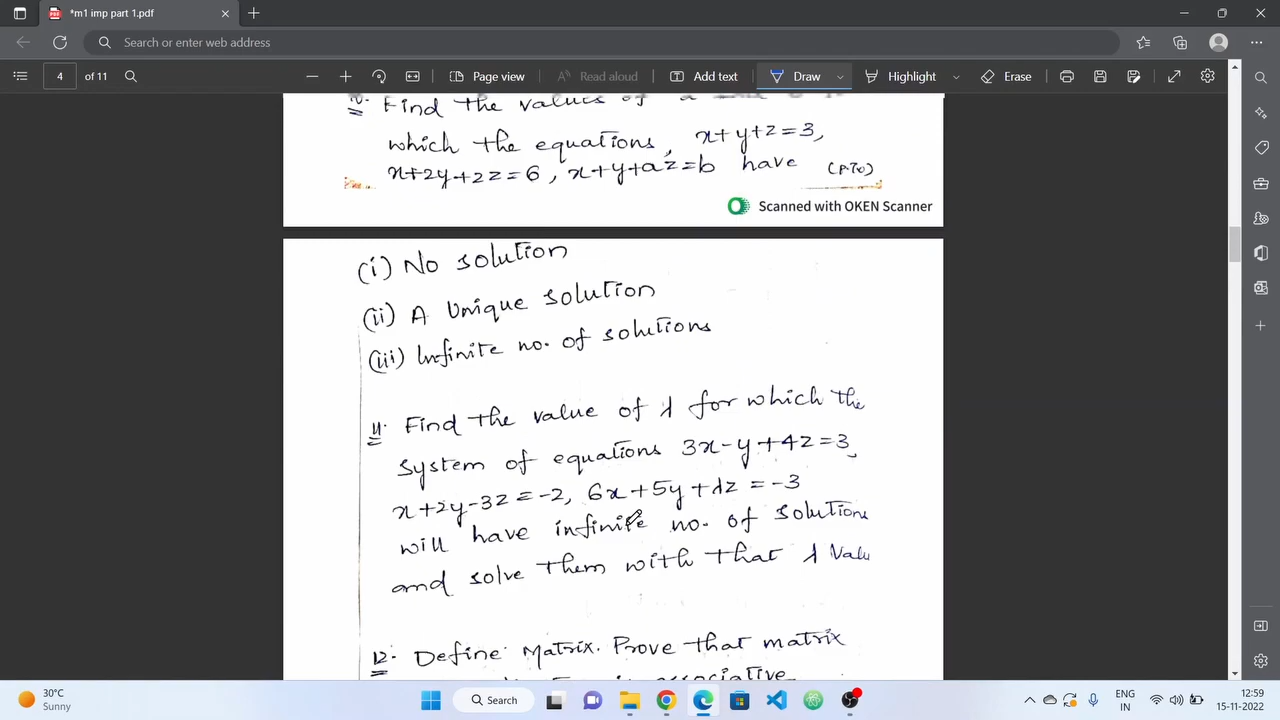 *m1 imp part 1.pdf
Search or enter web address
4 of 11 Page view Read aloud Add text Draw Highlight Erase
10. Find the values of a
which the equations, x+y+z=3,
x+2y+2z=6, x+y+az=b have (P.T.O)
Scanned with OKEN Scanner
(i) No solution
(ii) A Unique solution
(iii) Infinite no. of solutions
11. Find the value of λ for which the
system of equations 3x-y+4z=3,
x+2y-3z=-2, 6x+5y+λz=-3
will have infinite no. of solutions
and solve them with that λ Valu
12. Define Matrix. Prove that matrix
associative
30°C
Sunny
Search
ENG
IN
12:59
15-11-2022